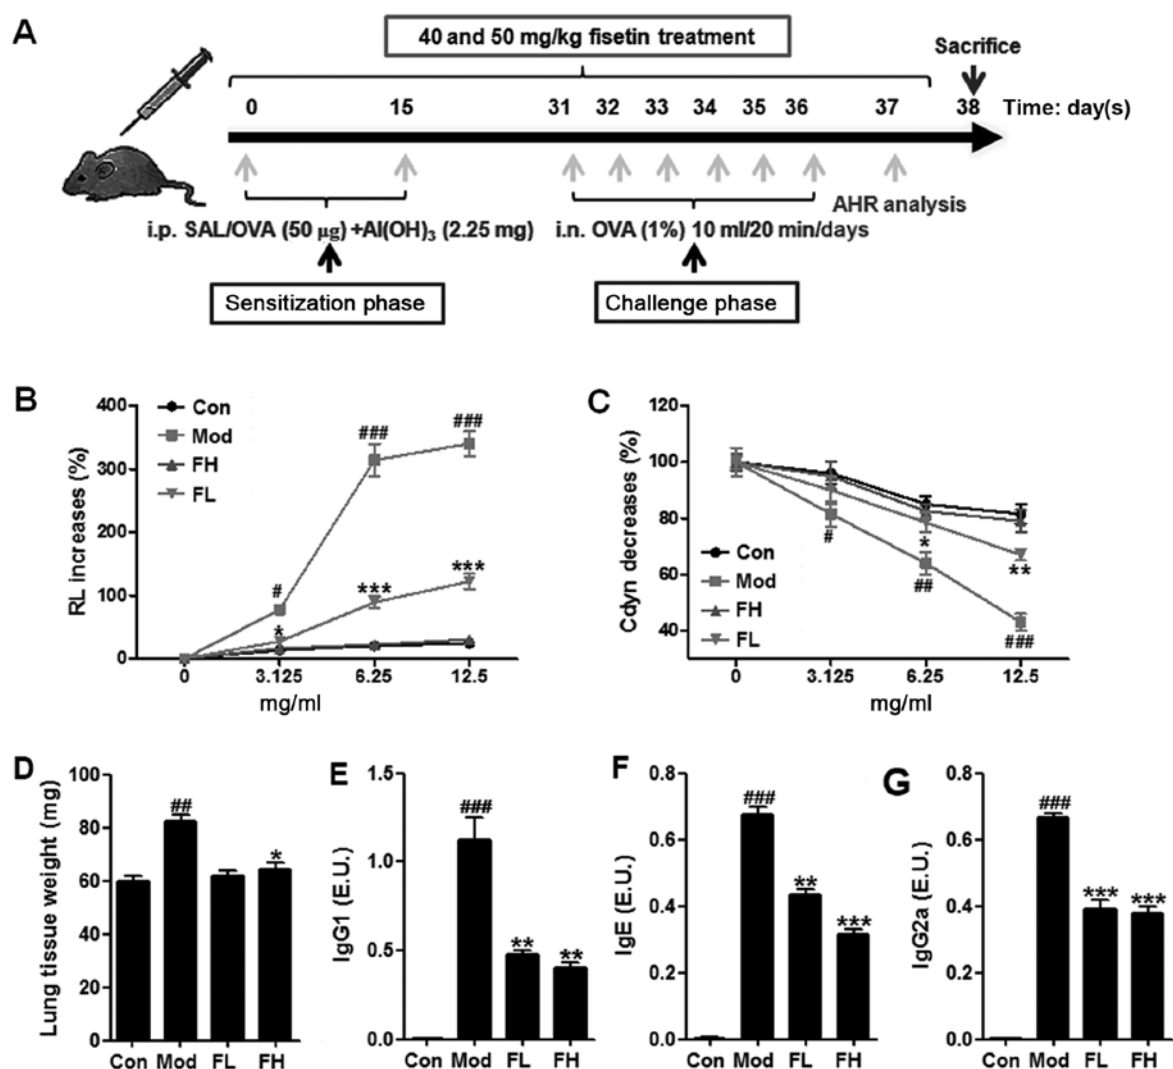 A
40 and 50 mg/kg fisetin treatment
Sacrifice
0 15 31 32 33 34 35 36 37 38 Time: day(s)
AHR analysis
i.p. SAL/OVA (50 µg) +Al(OH)3 (2.25 mg) i.n. OVA (1%) 10 ml/20 min/days
Sensitization phase Challenge phase
B
RL increases (%)
400
300
200
100
0
Con
Mod
FH
FL
# ### ###
* *** ***
0 3.125 6.25 12.5
mg/ml
C
Cdyn decreases (%)
120
100
80
60
40
Con
Mod
FH
FL
# * ** ## ###
0 3.125 6.25 12.5
mg/ml
D
Lung tissue weight (mg)
100
80
60
40
20
0
## *
Con Mod FL FH
E
IgG1 (E.U.)
1.5
1.0
0.5
0.0
### ** **
Con Mod FL FH
F
IgE (E.U.)
0.8
0.6
0.4
0.2
0.0
### ** ***
Con Mod FL FH
G
IgG2a (E.U.)
0.8
0.6
0.4
0.2
0.0
### *** ***
Con Mod FL FH